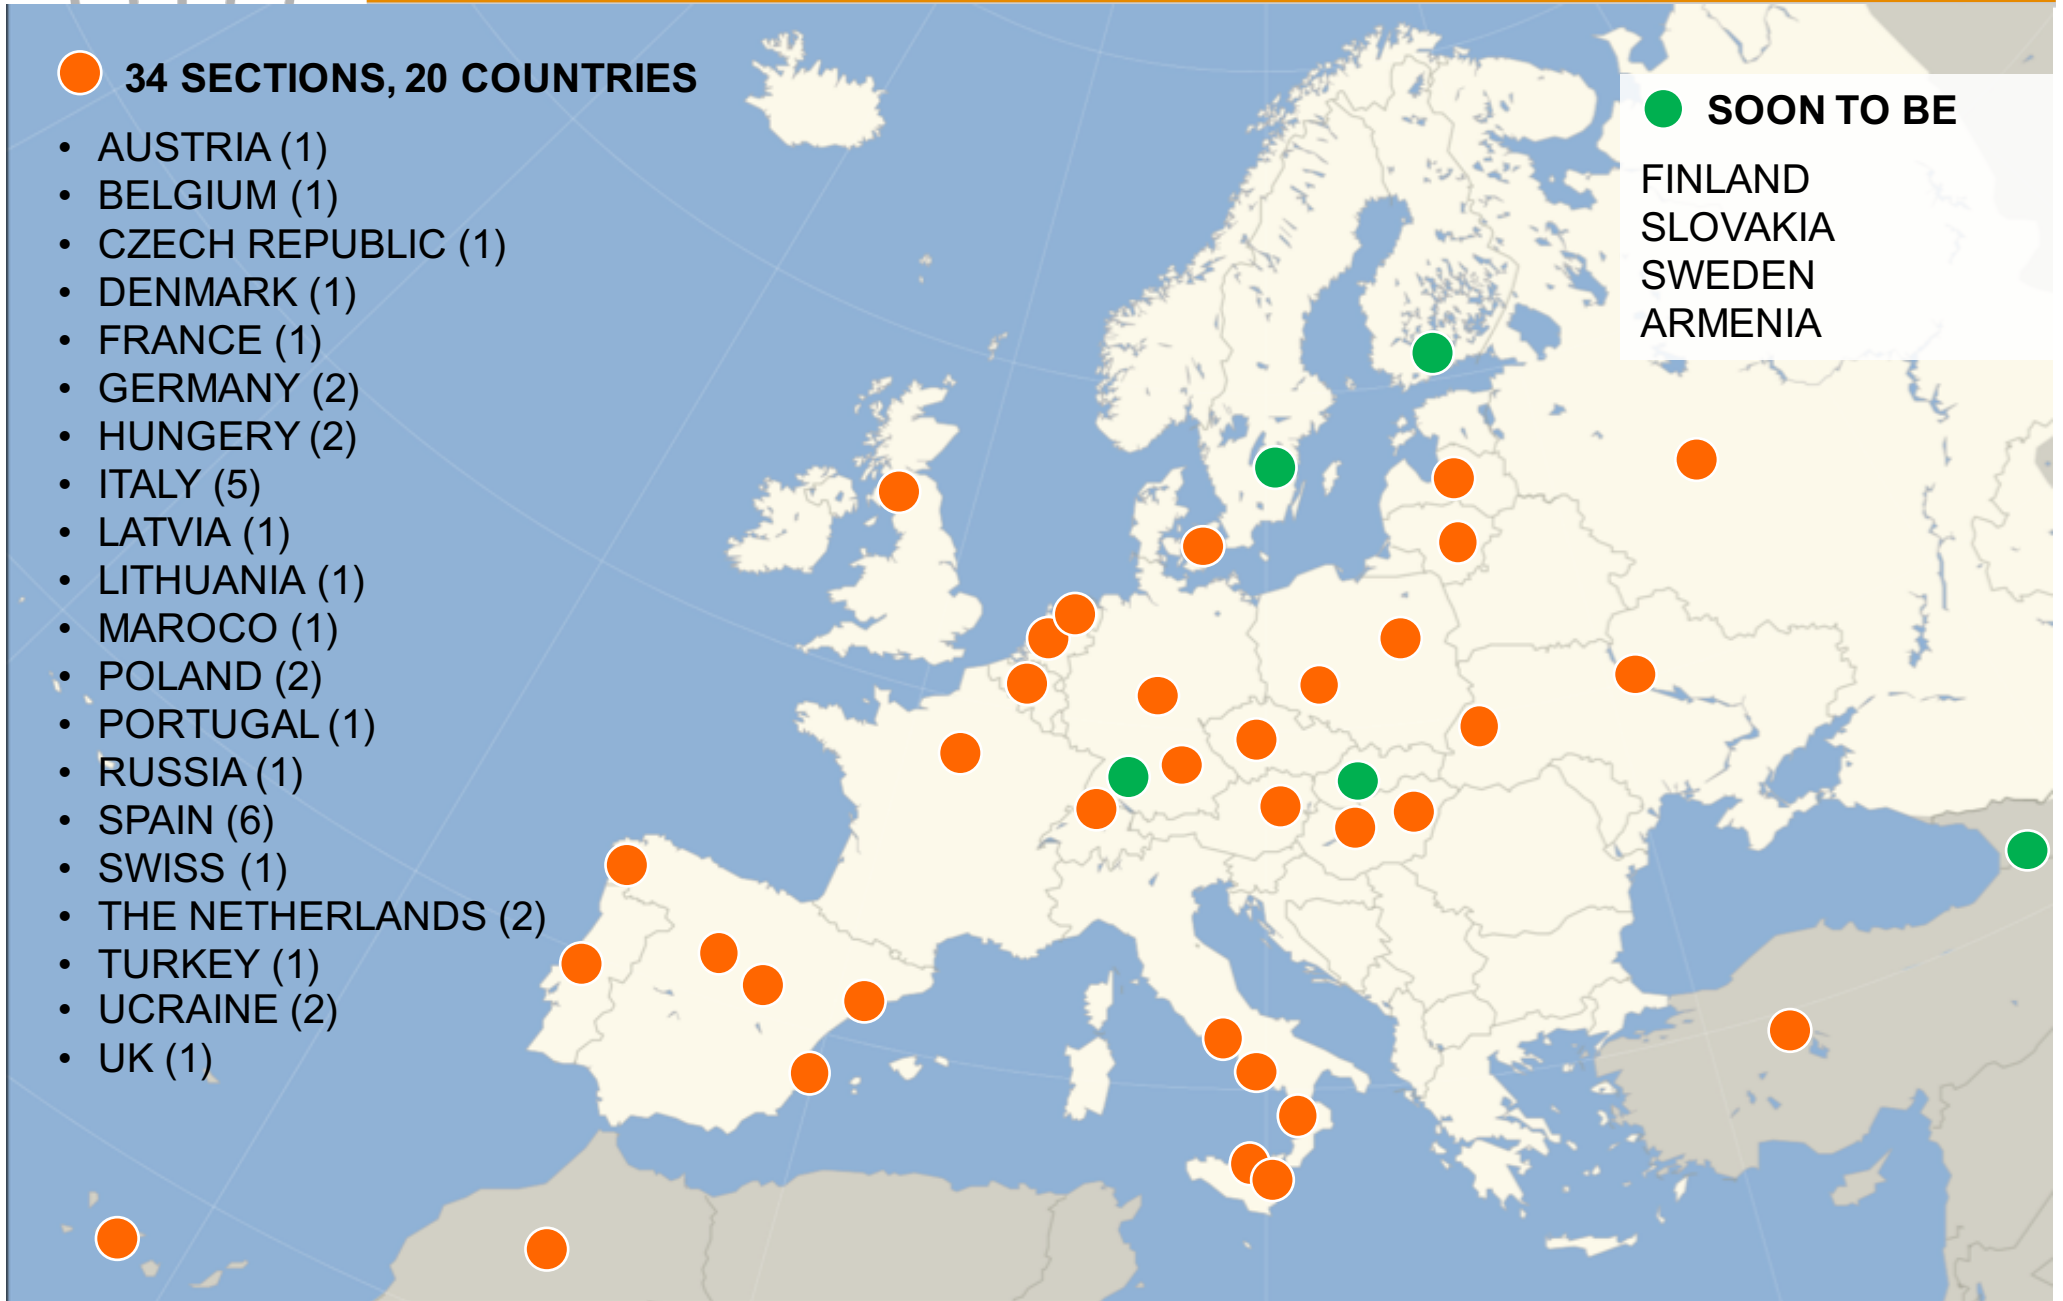 34 SECTIONS, 20 COUNTRIES
• AUSTRIA (1)
• BELGIUM (1)
• CZECH REPUBLIC (1)
• DENMARK (1)
• FRANCE (1)
• GERMANY (2)
• HUNGERY (2)
• ITALY (5)
• LATVIA (1)
• LITHUANIA (1)
• MAROCO (1)
• POLAND (2)
• PORTUGAL (1)
• RUSSIA (1)
• SPAIN (6)
• SWISS (1)
• THE NETHERLANDS (2)
• TURKEY (1)
• UCRAINE (2)
• UK (1)
SOON TO BE
FINLAND
SLOVAKIA
SWEDEN
ARMENIA